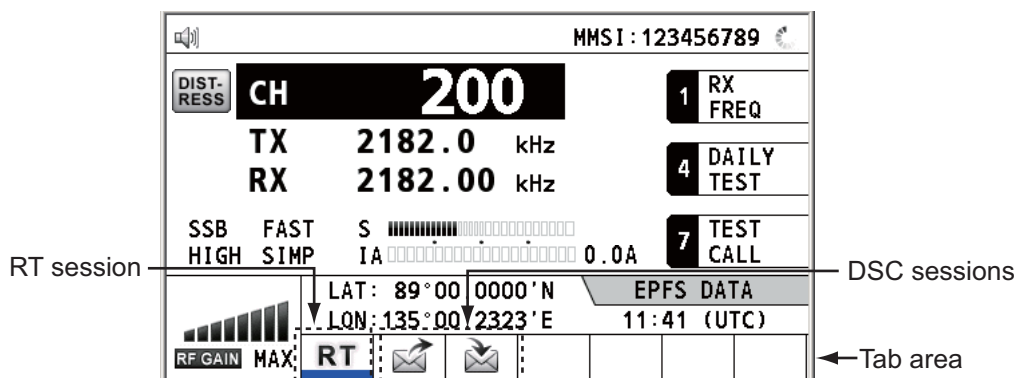 MMSI:123456789
DIST-
RESS
CH 200
1 RX
FREQ
TX 2182.0 kHz
RX 2182.00 kHz
4 DAILY
TEST
SSB FAST S
HIGH SIMP IA 0.0A
7 TEST
CALL
RT session
DSC sessions
LAT: 89°00.0000'N EPFS DATA
LON:135°00.2323'E 11:41 (UTC)
RF GAIN MAX RT
Tab area